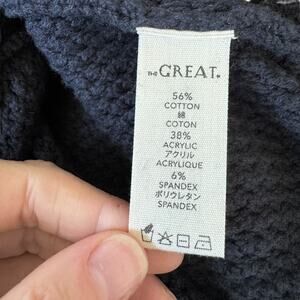 THE GREAT.
56%
COTTON
綿
COTON
38%
ACRYLIC
アクリル
ACRYLIQUE
6%
SPANDEX
ポリウレタン
SPANDEX